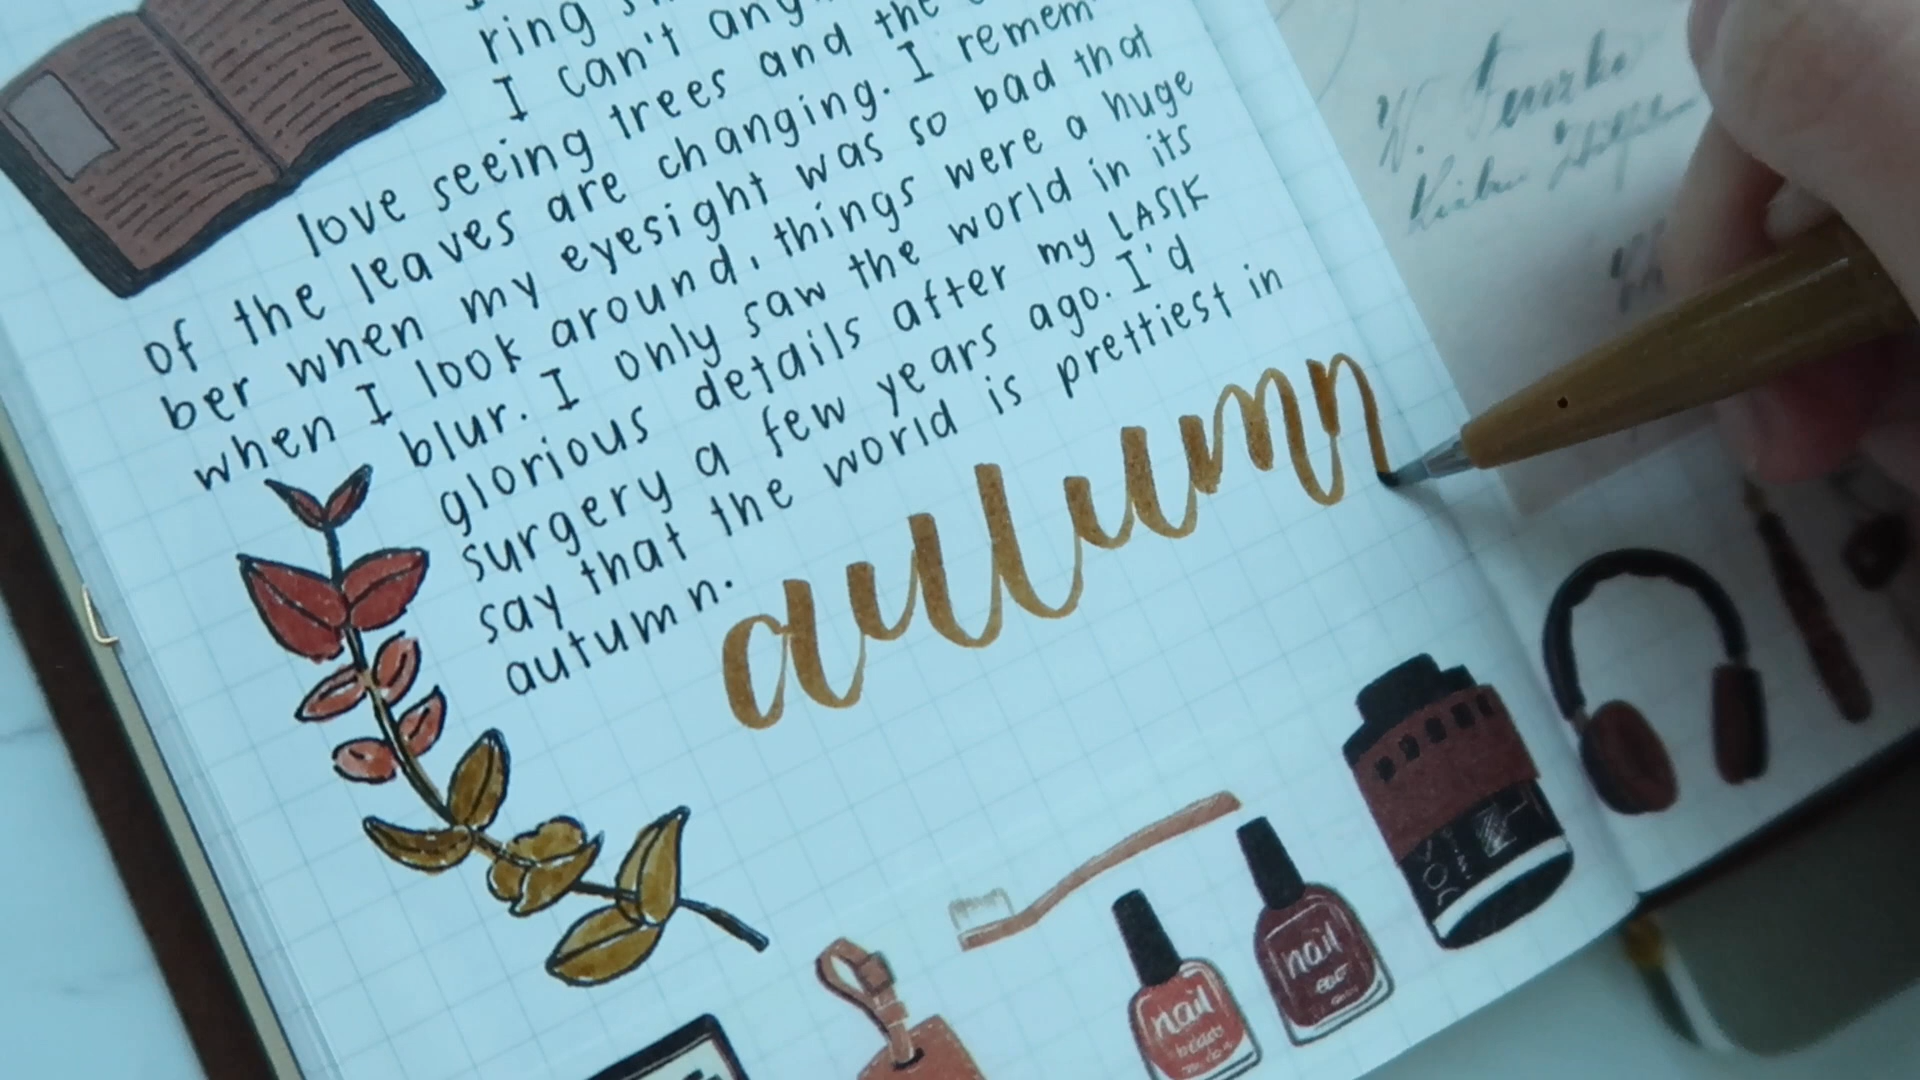 ring
I can't
love seeing trees and the
of the leaves are changing. I remem-
ber when my eyesight was so bad that
when I look around, things were a huge
blur. I only saw the world in its
glorious details after my LASIK
surgery a few years ago. I'd
say that the world is prettiest in
autumn.
autumn
nail
nail